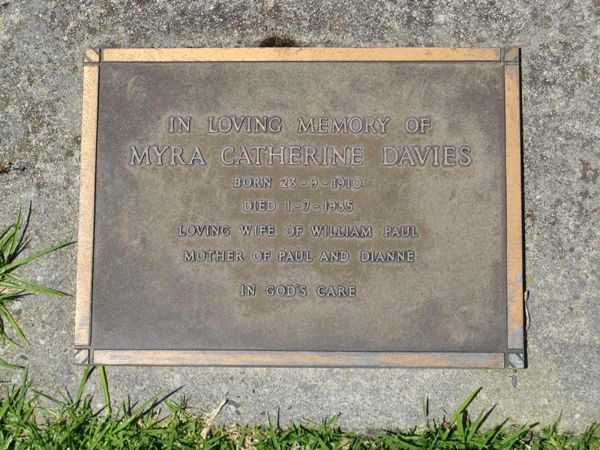 IN LOVING MEMORY OF
MYRA CATHERINE DAVIES
BORN 23-9-1910
DIED 1-7-1985
LOVING WIFE OF WILLIAM PAUL
MOTHER OF PAUL AND DIANNE
IN GOD'S CARE